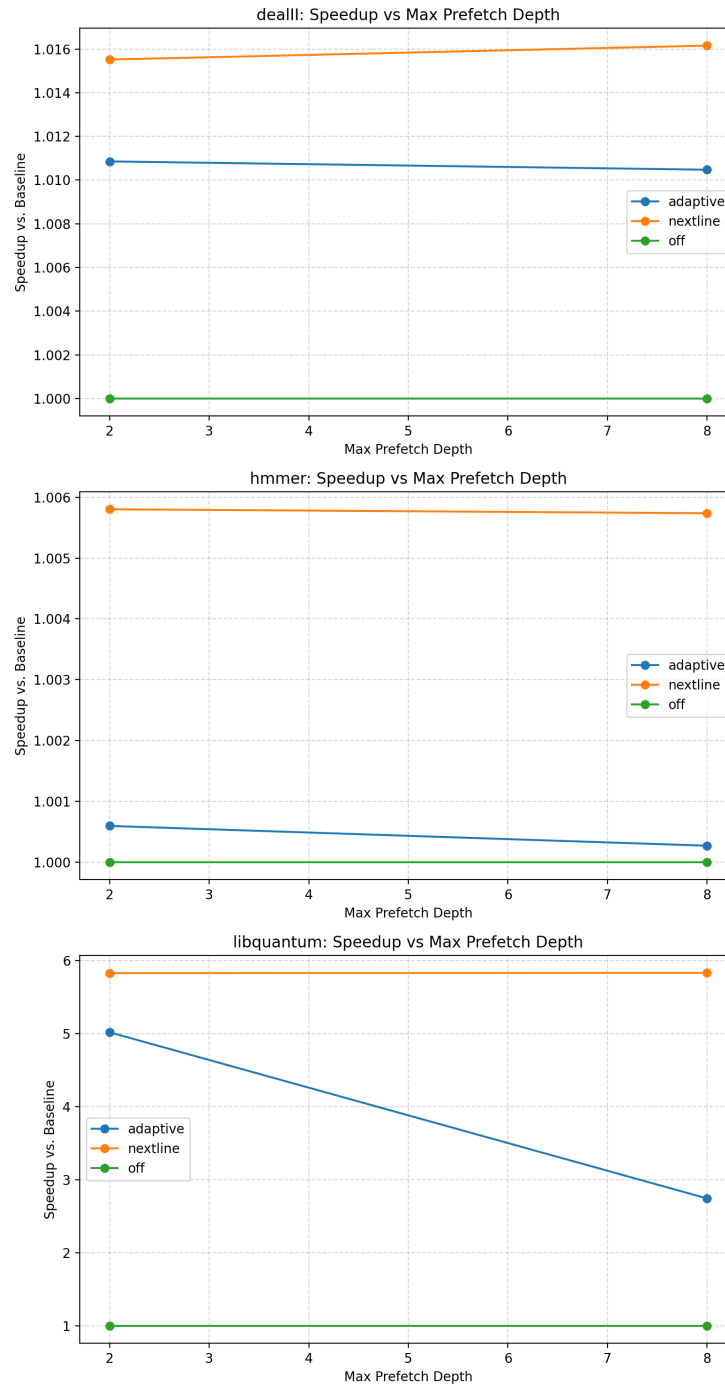 dealII: Speedup vs Max Prefetch Depth
Speedup vs. Baseline
1.016
1.014
1.012
1.010
1.008
1.006
1.004
1.002
1.000
adaptive
nextline
off
2 3 4 5 6 7 8
Max Prefetch Depth
hmmer: Speedup vs Max Prefetch Depth
Speedup vs. Baseline
1.006
1.005
1.004
1.003
1.002
1.001
1.000
adaptive
nextline
off
2 3 4 5 6 7 8
Max Prefetch Depth
libquantum: Speedup vs Max Prefetch Depth
Speedup vs. Baseline
6
5
4
3
2
1
adaptive
nextline
off
2 3 4 5 6 7 8
Max Prefetch Depth